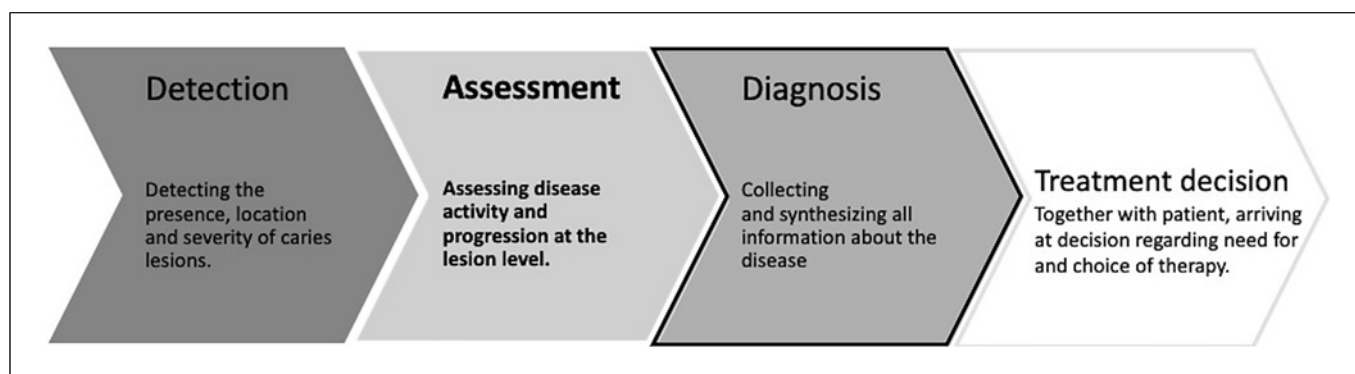 Detection
Detecting the
presence, location
and severity of caries
lesions.
Assessment
Assessing disease
activity and
progression at the
lesion level.
Diagnosis
Collecting
and synthesizing all
information about the
disease
Treatment decision
Together with patient, arriving
at decision regarding need for
and choice of therapy.